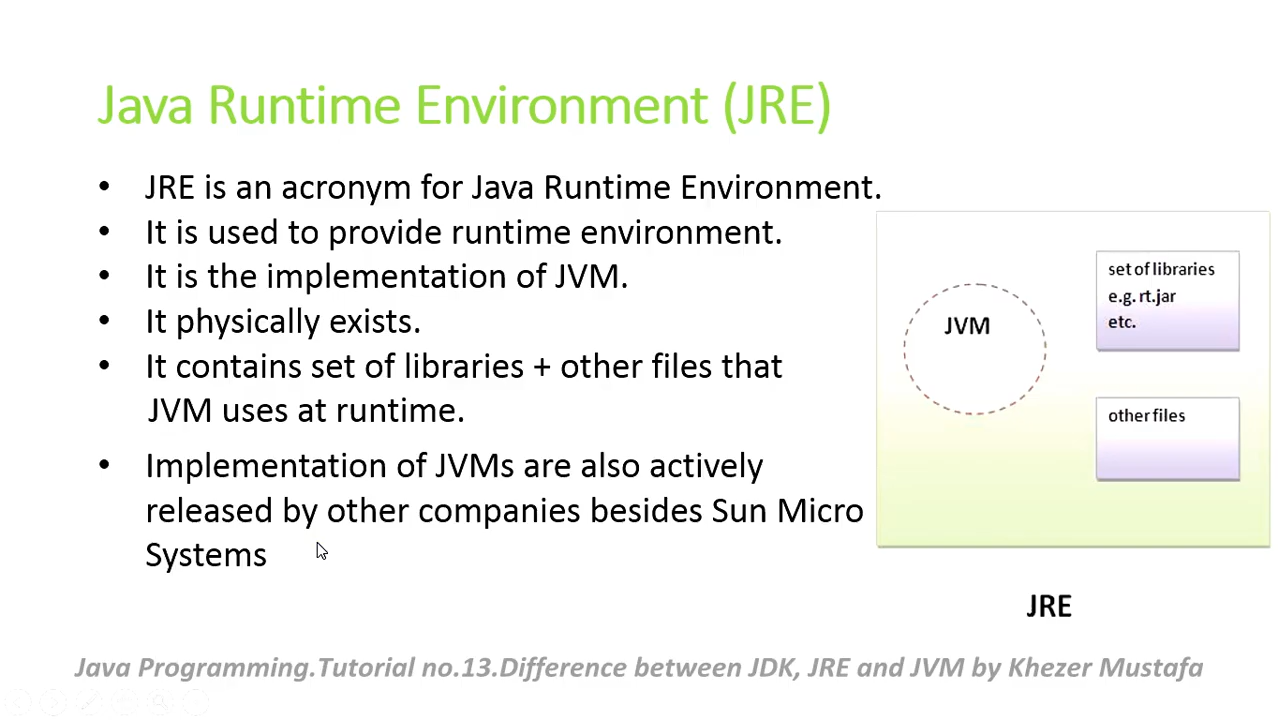 Java Runtime Environment (JRE)
• JRE is an acronym for Java Runtime Environment.
• It is used to provide runtime environment.
• It is the implementation of JVM.
• It physically exists.
• It contains set of libraries + other files that
JVM uses at runtime.
• Implementation of JVMs are also actively
released by other companies besides Sun Micro
Systems
JVM
set of libraries
e.g. rt.jar
etc.
other files
JRE
Java Programming.Tutorial no.13.Difference between JDK, JRE and JVM by Khezer Mustafa